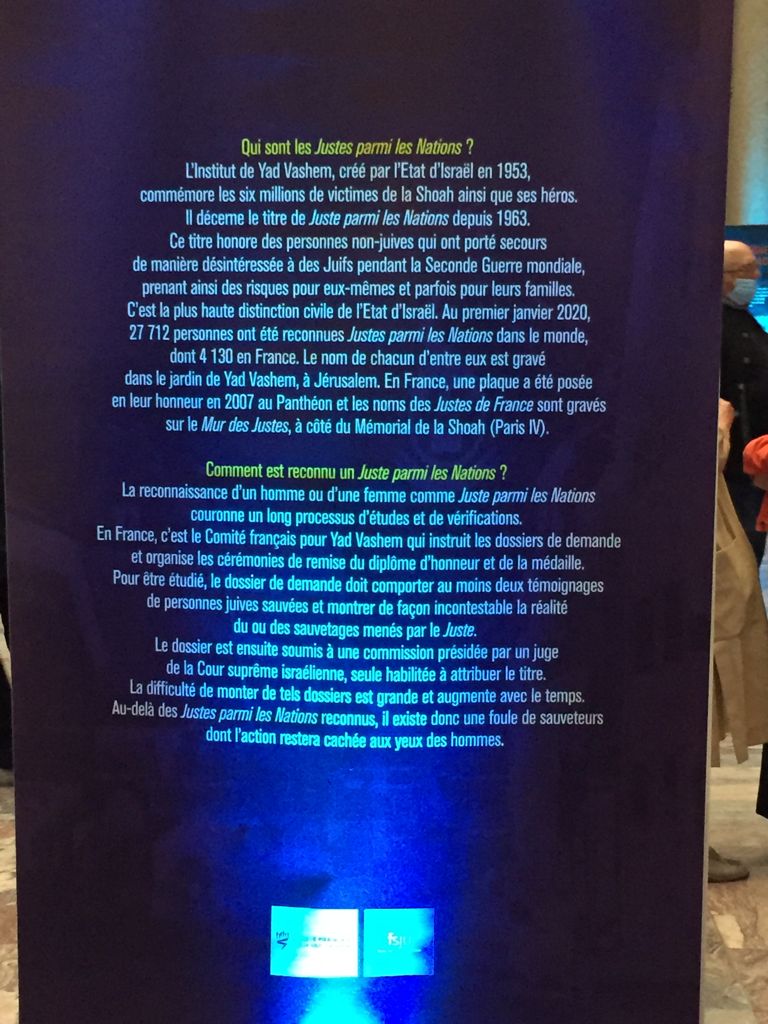 Qui sont les Justes parmi les Nations ?
L'Institut de Yad Vashem, créé par l'Etat d'Israël en 1953,
commémore les six millions de victimes de la Shoah ainsi que ses héros.
Il décerne le titre de Juste parmi les Nations depuis 1963.
Ce titre honore des personnes non-juives qui ont porté secours
de manière désintéressée à des Juifs pendant la Seconde Guerre mondiale,
prenant ainsi des risques pour eux-mêmes et parfois pour leurs familles.
C'est la plus haute distinction civile de l'Etat d'Israël. Au premier janvier 2020,
27 712 personnes ont été reconnues Justes parmi les Nations dans le monde,
dont 4 130 en France. Le nom de chacun d'entre eux est gravé
dans le jardin de Yad Vashem, à Jérusalem. En France, une plaque a été posée
en leur honneur en 2007 au Panthéon et les noms des Justes de France sont gravés
sur le Mur des Justes, à côté du Mémorial de la Shoah (Paris IV).
Comment est reconnu un Juste parmi les Nations ?
La reconnaissance d'un homme ou d'une femme comme Juste parmi les Nations
couronne un long processus d'études et de vérifications.
En France, c'est le Comité français pour Yad Vashem qui instruit les dossiers de demande
et organise les cérémonies de remise du diplôme d'honneur et de la médaille.
Pour être étudié, le dossier de demande doit comporter au moins deux témoignages
de personnes juives sauvées et montrer de façon incontestable la réalité
du ou des sauvetages menés par le Juste.
Le dossier est ensuite soumis à une commission présidée par un juge
de la Cour suprême israélienne, seule habilitée à attribuer le titre.
La difficulté de monter de tels dossiers est grande et augmente avec le temps.
Au-delà des Justes parmi les Nations reconnus, il existe donc une foule de sauveteurs
dont l'action restera cachée aux yeux des hommes.
fsju